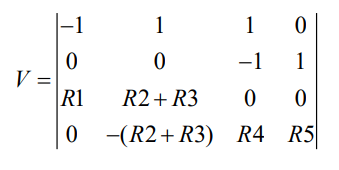 -1 1 1 0
0 0 -1 1
V =
R1 R2 + R3 0 0
0 -(R2 + R3) R4 R5